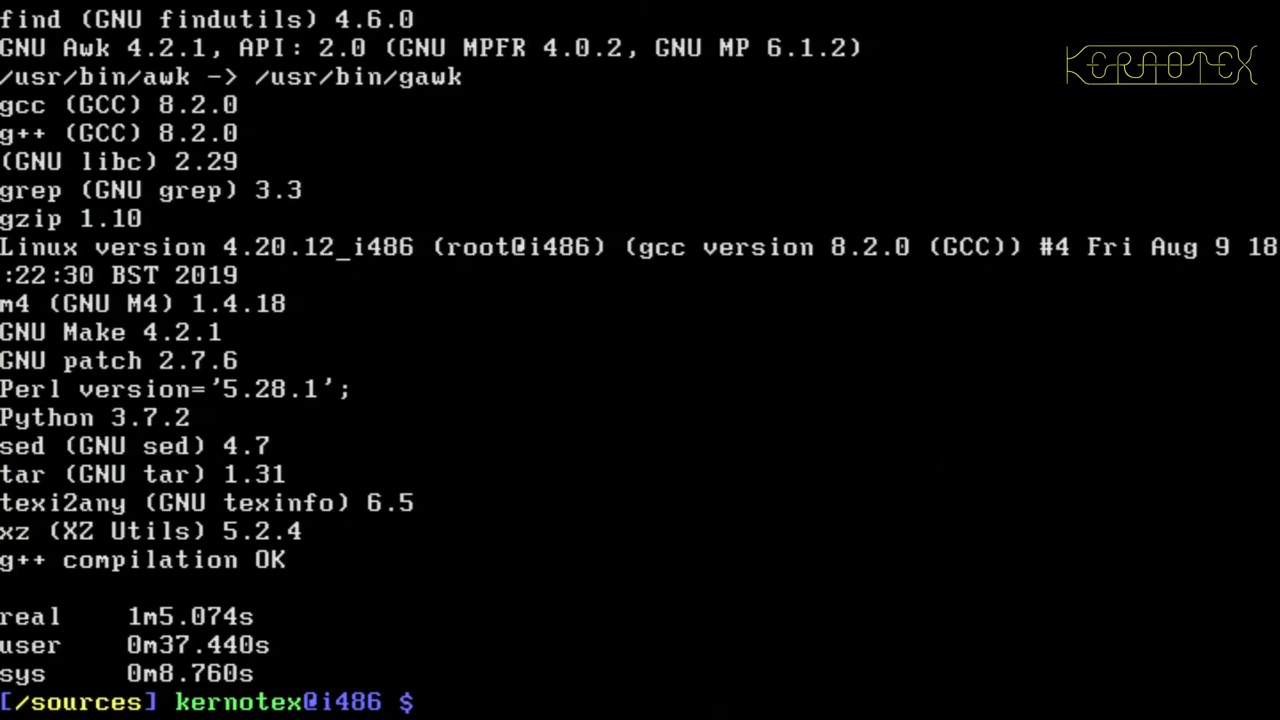 find (GNU findutils) 4.6.0
KERNOTEX
GNU Awk 4.2.1, API: 2.0 (GNU MPFR 4.0.2, GNU MP 6.1.2)
/usr/bin/awk -> /usr/bin/gawk
gcc (GCC) 8.2.0
g++ (GCC) 8.2.0
(GNU libc) 2.29
grep (GNU grep) 3.3
gzip 1.10
Linux version 4.20.12_i486 (root@i486) (gcc version 8.2.0 (GCC)) #4 Fri Aug 9 18
:22:30 BST 2019
m4 (GNU M4) 1.4.18
GNU Make 4.2.1
GNU patch 2.7.6
Perl version='5.28.1';
Python 3.7.2
sed (GNU sed) 4.7
tar (GNU tar) 1.31
texi2any (GNU texinfo) 6.5
xz (XZ Utils) 5.2.4
g++ compilation OK
real 1m5.074s
user 0m37.440s
sys 0m8.760s
[/sources] kernotex@i486 $